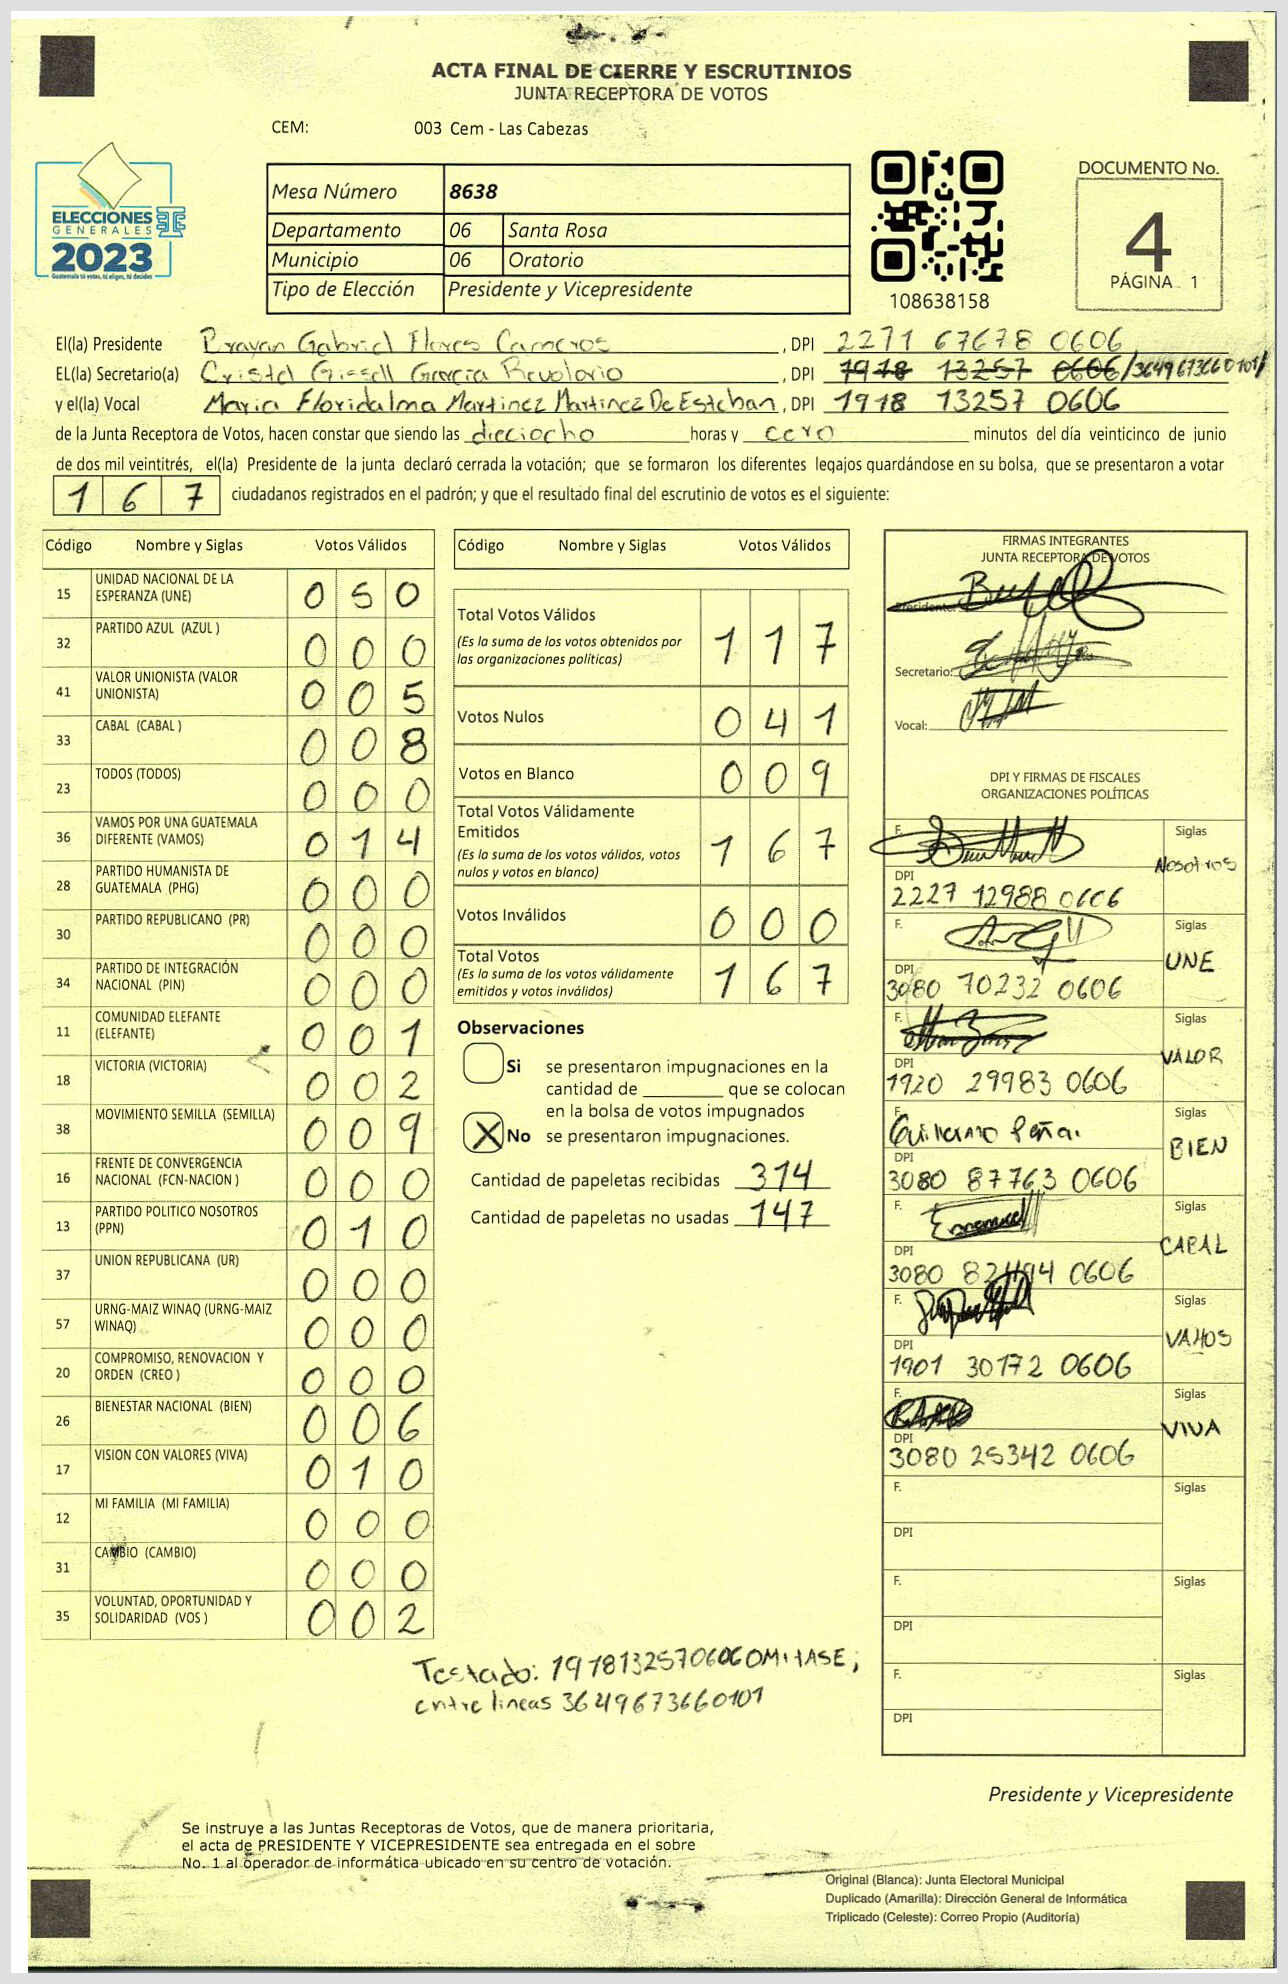 ACTA FINAL DE CIERRE Y ESCRUTINIOS
JUNTA RECEPTORA DE VOTOS
CEM: 003 Cem - Las Cabezas
ELECCIONES
GENERALES
2023
Guatemala tú votas, tú eliges, tú decides
Mesa Número 8638
Departamento 06 Santa Rosa
Municipio 06 Oratorio
Tipo de Elección Presidente y Vicepresidente
108638158
DOCUMENTO No.
4
PÁGINA 1
El(la) Presidente Brayan Gabriel Flores Carneros, DPI 2271 67678 0606
EL(la) Secretario(a) Cristel Gissell Garcia Revolorio, DPI 1978 13257 0606/3649673660101/
y el(la) Vocal Maria Floridalma Martinez Martinez De Esteban, DPI 1978 13257 0606
de la Junta Receptora de Votos, hacen constar que siendo las dieciocho horas y cero minutos del día veinticinco de junio
de dos mil veintitrés, el(la) Presidente de la junta declaró cerrada la votación; que se formaron los diferentes legajos guardándose en su bolsa, que se presentaron a votar
167 ciudadanos registrados en el padrón; y que el resultado final del escrutinio de votos es el siguiente:
Código Nombre y Siglas Votos Válidos
15 UNIDAD NACIONAL DE LA ESPERANZA (UNE) 0 5 0
32 PARTIDO AZUL (AZUL ) 0 0 0
41 VALOR UNIONISTA (VALOR UNIONISTA) 0 0 5
33 CABAL (CABAL ) 0 0 8
23 TODOS (TODOS) 0 0 0
36 VAMOS POR UNA GUATEMALA DIFERENTE (VAMOS) 0 1 4
28 PARTIDO HUMANISTA DE GUATEMALA (PHG) 0 0 0
30 PARTIDO REPUBLICANO (PR) 0 0 0
34 PARTIDO DE INTEGRACIÓN NACIONAL (PIN) 0 0 0
11 COMUNIDAD ELEFANTE (ELEFANTE) 0 0 1
18 VICTORIA (VICTORIA) 0 0 2
38 MOVIMIENTO SEMILLA (SEMILLA) 0 0 9
16 FRENTE DE CONVERGENCIA NACIONAL (FCN-NACION ) 0 0 0
13 PARTIDO POLITICO NOSOTROS (PPN) 0 1 0
37 UNION REPUBLICANA (UR) 0 0 0
57 URNG-MAIZ WINAQ (URNG-MAIZ WINAQ) 0 0 0
20 COMPROMISO, RENOVACION Y ORDEN (CREO ) 0 0 0
26 BIENESTAR NACIONAL (BIEN) 0 0 6
17 VISION CON VALORES (VIVA) 0 1 0
12 MI FAMILIA (MI FAMILIA) 0 0 0
31 CAMBIO (CAMBIO) 0 0 0
35 VOLUNTAD, OPORTUNIDAD Y SOLIDARIDAD (VOS ) 0 0 2
Código Nombre y Siglas Votos Válidos
Total Votos Válidos 1 1 7
(Es la suma de los votos obtenidos por
las organizaciones políticas)
Votos Nulos 0 4 1
Votos en Blanco 0 0 9
Total Votos Válidamente
Emitidos 1 6 7
(Es la suma de los votos válidos, votos
nulos y votos en blanco)
Votos Inválidos 0 0 0
Total Votos 1 6 7
(Es la suma de los votos válidamente
emitidos y votos inválidos)
Observaciones
Si se presentaron impugnaciones en la
cantidad de ________ que se colocan
en la bolsa de votos impugnados
X No se presentaron impugnaciones.
Cantidad de papeletas recibidas 314
Cantidad de papeletas no usadas 147
FIRMAS INTEGRANTES
JUNTA RECEPTORA DE VOTOS
Presidente:
Secretario:
Vocal:
DPI Y FIRMAS DE FISCALES
ORGANIZACIONES POLÍTICAS
F. Siglas
Nosotros
DPI
2227 12988 0606
F. Siglas
UNE
DPI
3080 70232 0606
F. Siglas
VALOR
DPI
1920 29983 0606
F. Siglas
Guillermo Peña.
BIEN
DPI
3080 87763 0606
F. Siglas
Emanuel
CABAL
DPI
3080 82494 0606
F. Siglas
VAMOS
DPI
1901 30172 0606
F. Siglas
VIVA
DPI
3080 25342 0606
F. Siglas
DPI
F. Siglas
DPI
F. Siglas
DPI
Testado: 1978132570606 OMITASE;
entre lineas 3649673660101
Presidente y Vicepresidente
Se instruye a las Juntas Receptoras de Votos, que de manera prioritaria,
el acta de PRESIDENTE Y VICEPRESIDENTE sea entregada en el sobre
No. 1 al operador de informática ubicado en su centro de votación.
Original (Blanca): Junta Electoral Municipal
Duplicado (Amarilla): Dirección General de Informática
Triplicado (Celeste): Correo Propio (Auditoría)